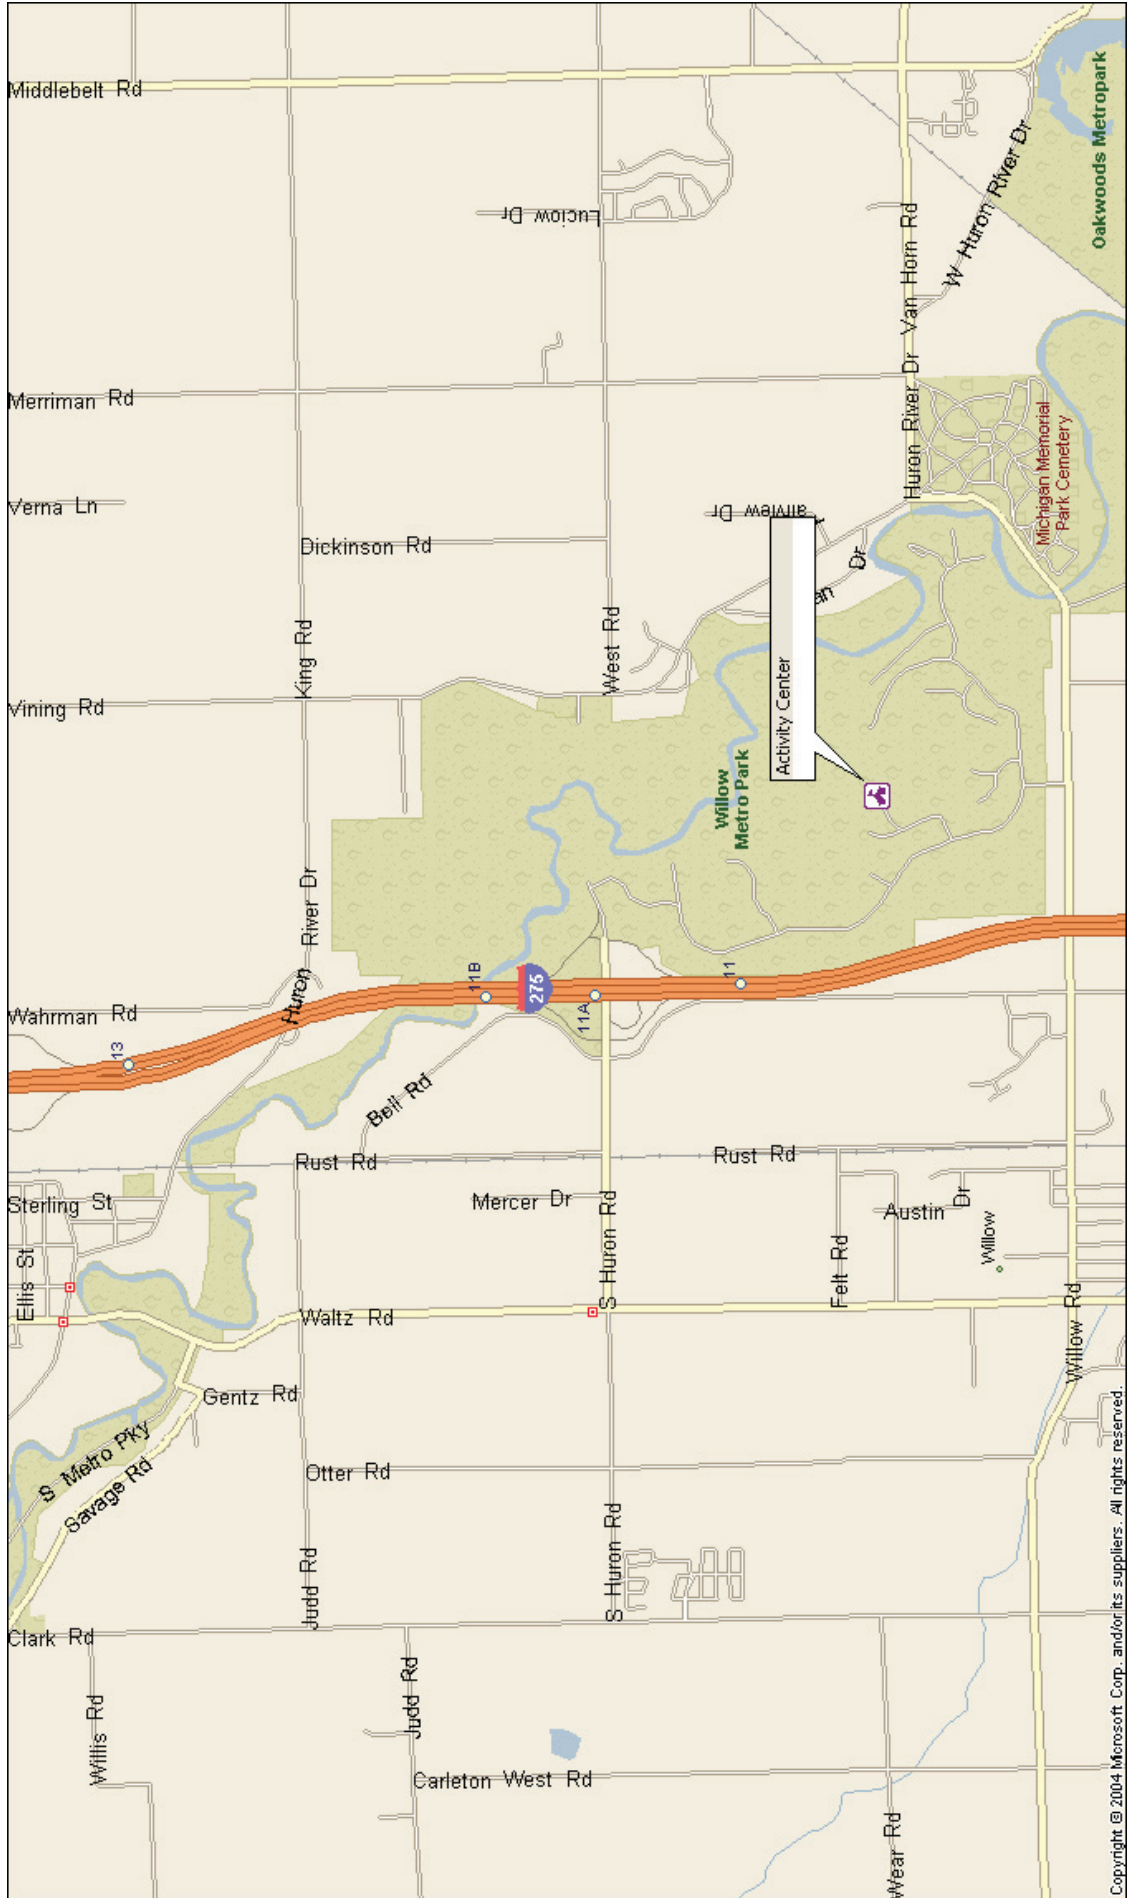 Middlebelt Rd
Oakwoods Metropark
W Huron River Dr
Van Horn Rd
Luciow Dr
Huron River Dr
Merriman Rd
Michigan Memorial
Park Cemetery
Verna Ln
Dickinson Rd
Dr
King Rd
West Rd
Vining Rd
Activity Center
Willow
Metro Park
River Dr
Huron
Wahrman Rd
11B
275
11A
11
13
Bell Rd
Rust Rd
Rust Rd
Sterling St
Mercer Dr
S Huron Rd
Austin Dr
Willow
Felt Rd
Ellis St
Waltz Rd
Willow Rd
Gentz Rd
S Metro Pky
Savage Rd
Otter Rd
Judd Rd
S Huron Rd
Clark Rd
Willis Rd
Judd Rd
Carleton West Rd
Wear Rd
Copyright © 2004 Microsoft Corp. and/or its suppliers. All rights reserved.